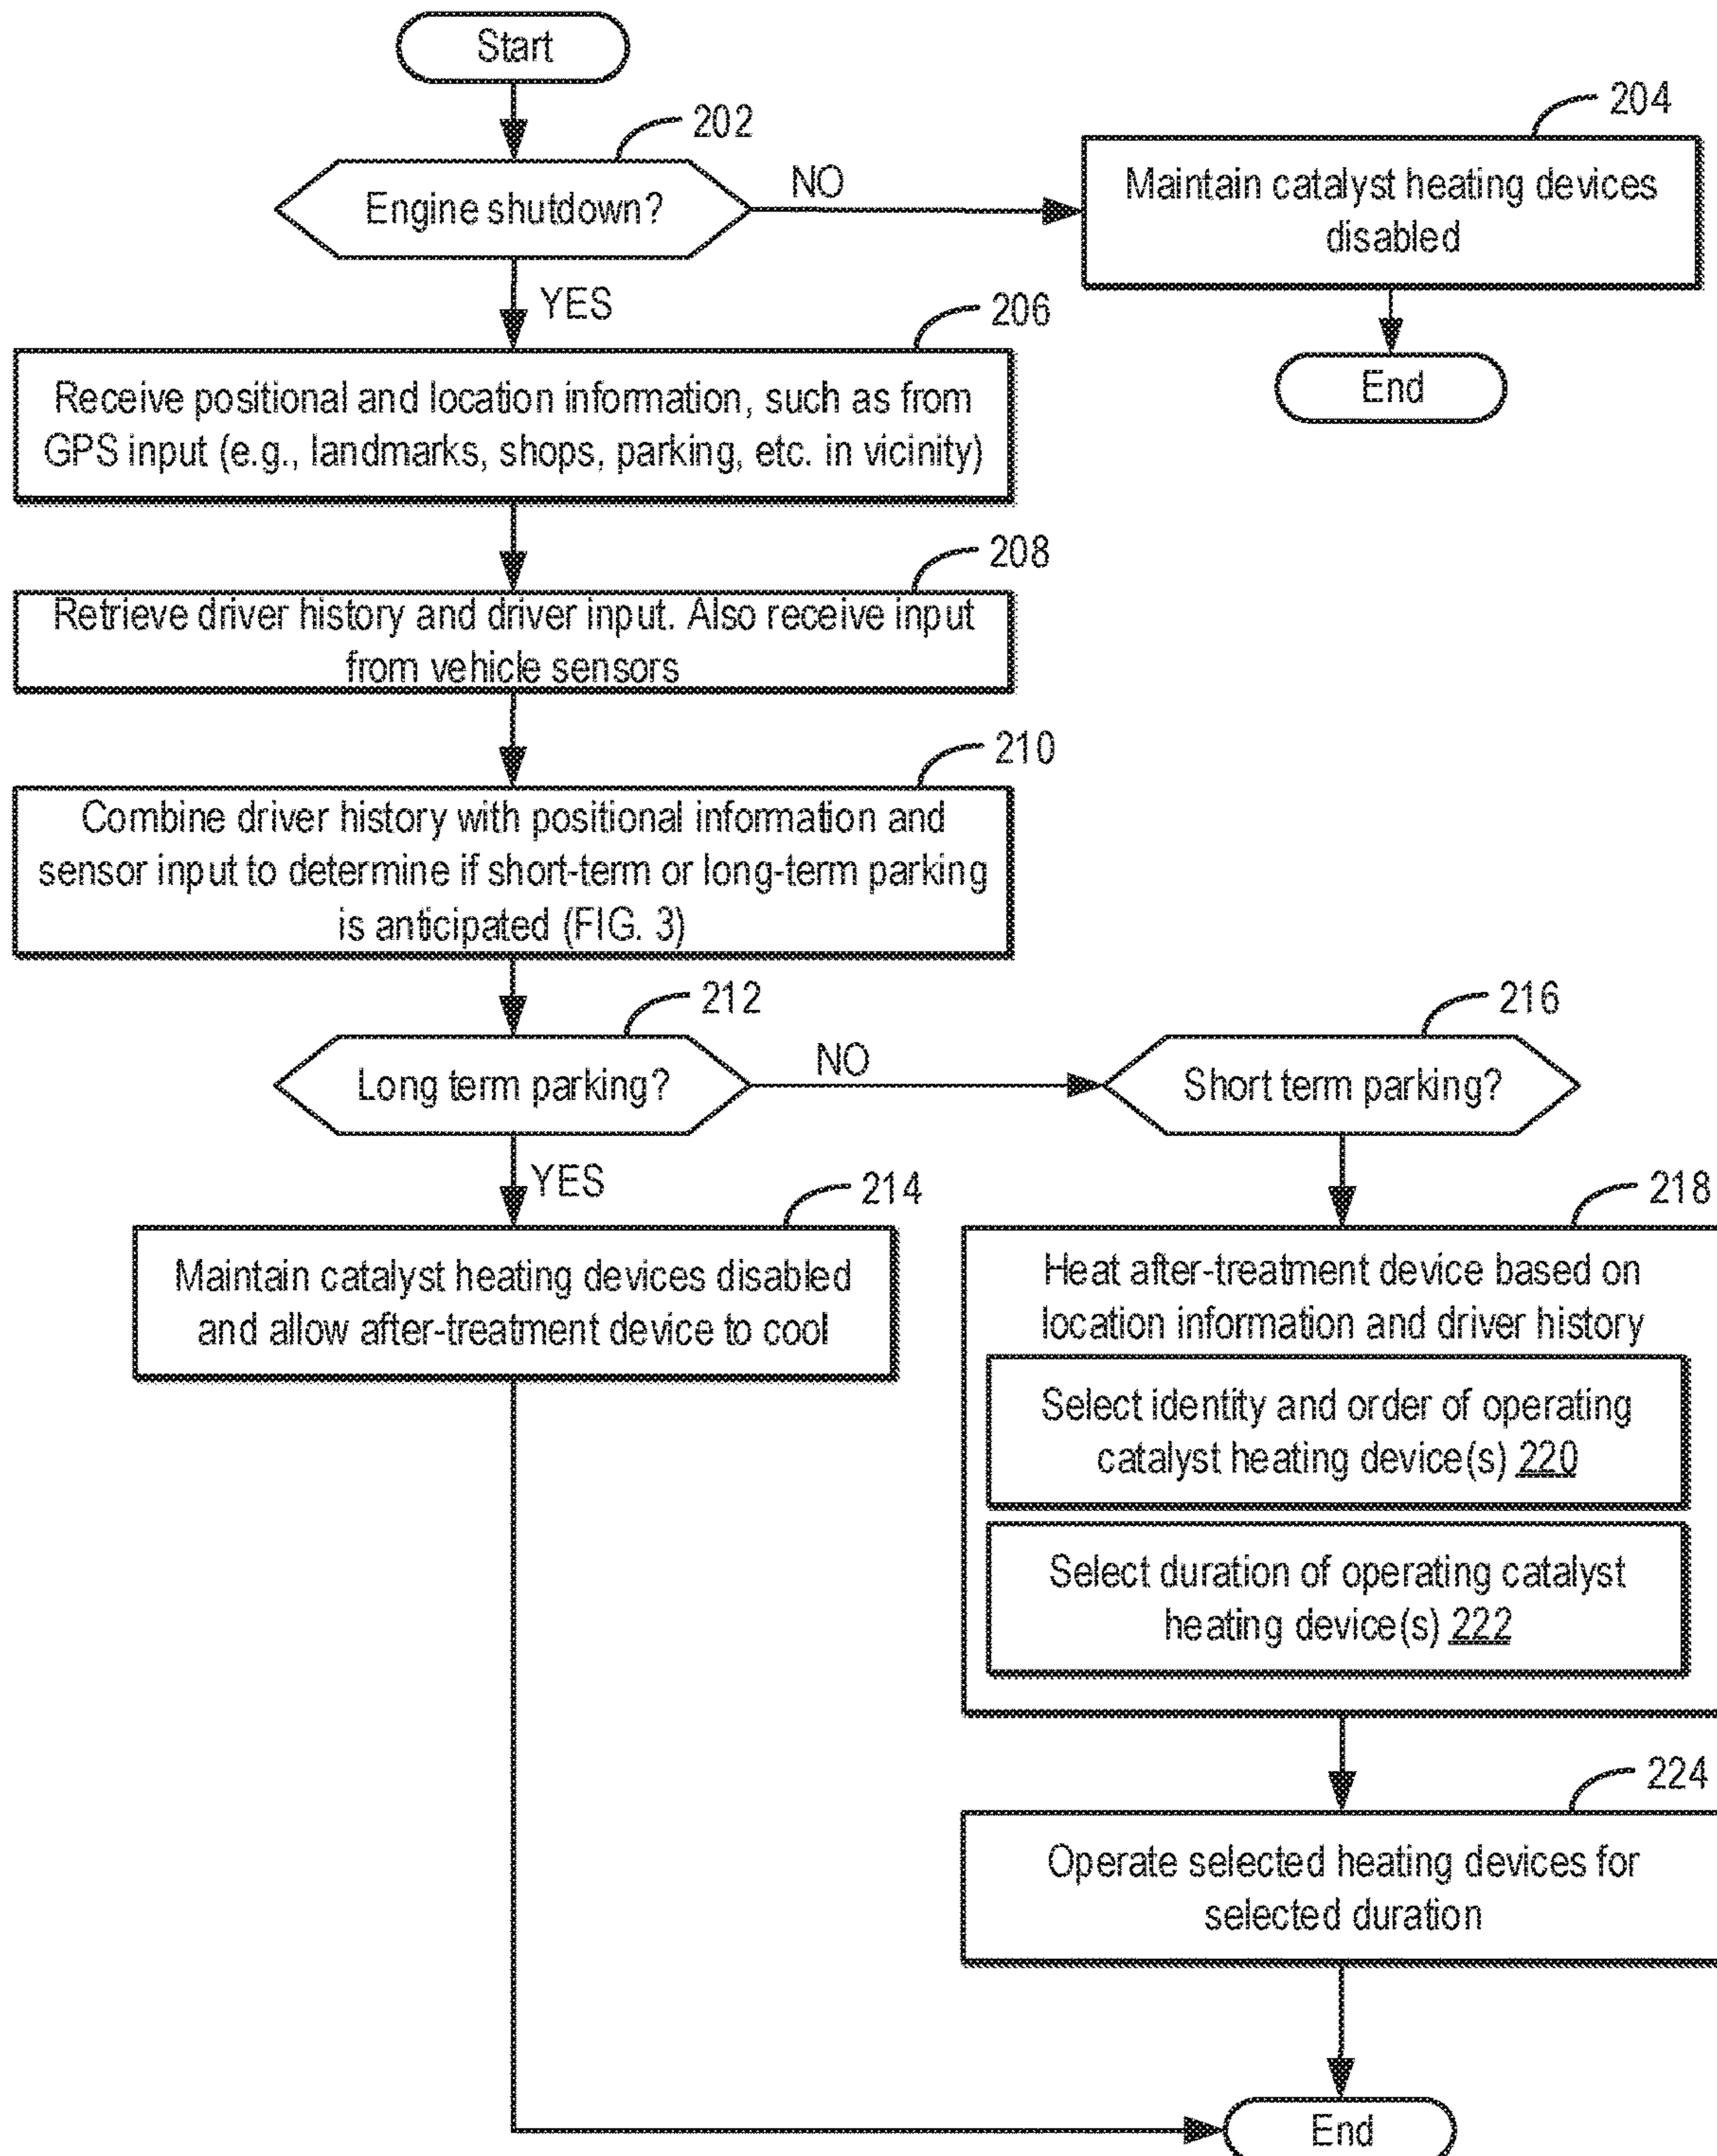 Start
202
Engine shutdown?
NO
204
Maintain catalyst heating devices
disabled
End
YES
206
Receive positional and location information, such as from
GPS input (e.g., landmarks, shops, parking, etc. in vicinity)
208
Retrieve driver history and driver input. Also receive input
from vehicle sensors
210
Combine driver history with positional information and
sensor input to determine if short-term or long-term parking
is anticipated (FIG. 3)
212
Long term parking?
NO
216
Short term parking?
YES
214
Maintain catalyst heating devices disabled
and allow after-treatment device to cool
218
Heat after-treatment device based on
location information and driver history
Select identity and order of operating
catalyst heating device(s) 220
Select duration of operating catalyst
heating device(s) 222
224
Operate selected heating devices for
selected duration
End